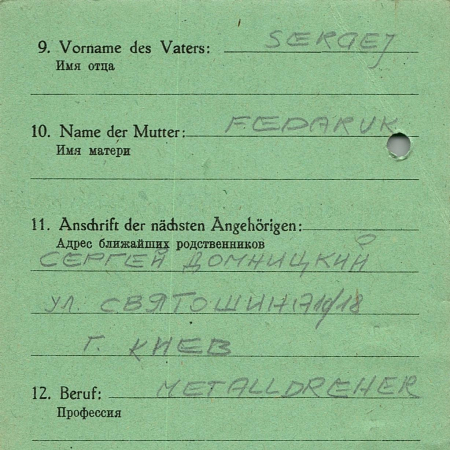 9. Vorname des Vaters: SERGEJ
Имя отца
10. Name der Mutter: FEDARUK
Имя матери
11. Anschrift der nächsten Angehörigen:
Адрес ближайших родственников
СЕРГЕЙ ДОМНИЦКИЙ
ул. СВЯТОШИН
г. КИЕВ
12. Beruf: METALLDREHER
Профессия